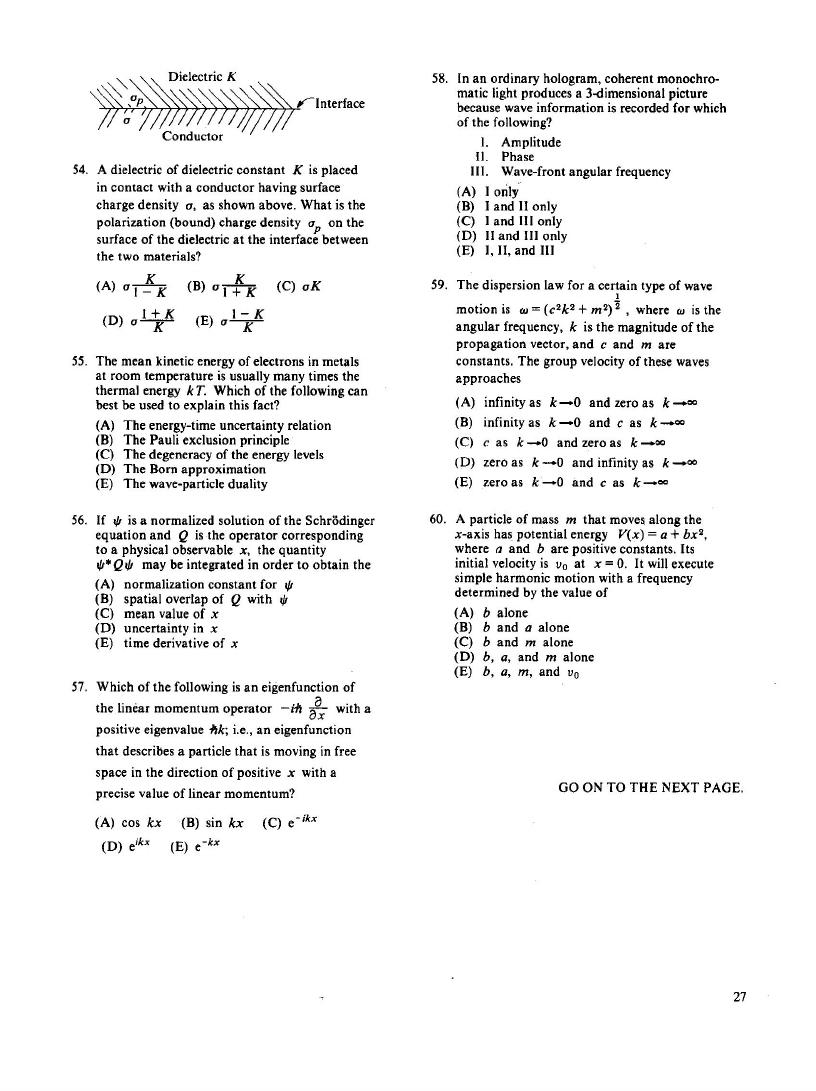 Dielectric K
σp
Interface
σ
Conductor
54. A dielectric of dielectric constant K is placed
in contact with a conductor having surface
charge density σ, as shown above. What is the
polarization (bound) charge density σp on the
surface of the dielectric at the interface between
the two materials?
(A) σ K/(1 − K) (B) σ K/(1 + K) (C) σK
(D) σ (1 + K)/K (E) σ (1 − K)/K
55. The mean kinetic energy of electrons in metals
at room temperature is usually many times the
thermal energy kT. Which of the following can
best be used to explain this fact?
(A) The energy-time uncertainty relation
(B) The Pauli exclusion principle
(C) The degeneracy of the energy levels
(D) The Born approximation
(E) The wave-particle duality
56. If ψ is a normalized solution of the Schrödinger
equation and Q is the operator corresponding
to a physical observable x, the quantity
ψ*Qψ may be integrated in order to obtain the
(A) normalization constant for ψ
(B) spatial overlap of Q with ψ
(C) mean value of x
(D) uncertainty in x
(E) time derivative of x
57. Which of the following is an eigenfunction of
the linear momentum operator −iℏ ∂/∂x with a
positive eigenvalue ℏk; i.e., an eigenfunction
that describes a particle that is moving in free
space in the direction of positive x with a
precise value of linear momentum?
(A) cos kx (B) sin kx (C) e^-ikx
(D) e^ikx (E) e^-kx
58. In an ordinary hologram, coherent monochro-
matic light produces a 3-dimensional picture
because wave information is recorded for which
of the following?
I. Amplitude
II. Phase
III. Wave-front angular frequency
(A) I only
(B) I and II only
(C) I and III only
(D) II and III only
(E) I, II, and III
59. The dispersion law for a certain type of wave
motion is ω = (c²k² + m²)^1/2 , where ω is the
angular frequency, k is the magnitude of the
propagation vector, and c and m are
constants. The group velocity of these waves
approaches
(A) infinity as k→0 and zero as k→∞
(B) infinity as k→0 and c as k→∞
(C) c as k→0 and zero as k→∞
(D) zero as k→0 and infinity as k→∞
(E) zero as k→0 and c as k→∞
60. A particle of mass m that moves along the
x-axis has potential energy V(x) = a + bx²,
where a and b are positive constants. Its
initial velocity is v₀ at x = 0. It will execute
simple harmonic motion with a frequency
determined by the value of
(A) b alone
(B) b and a alone
(C) b and m alone
(D) b, a, and m alone
(E) b, a, m, and v₀
GO ON TO THE NEXT PAGE.
27